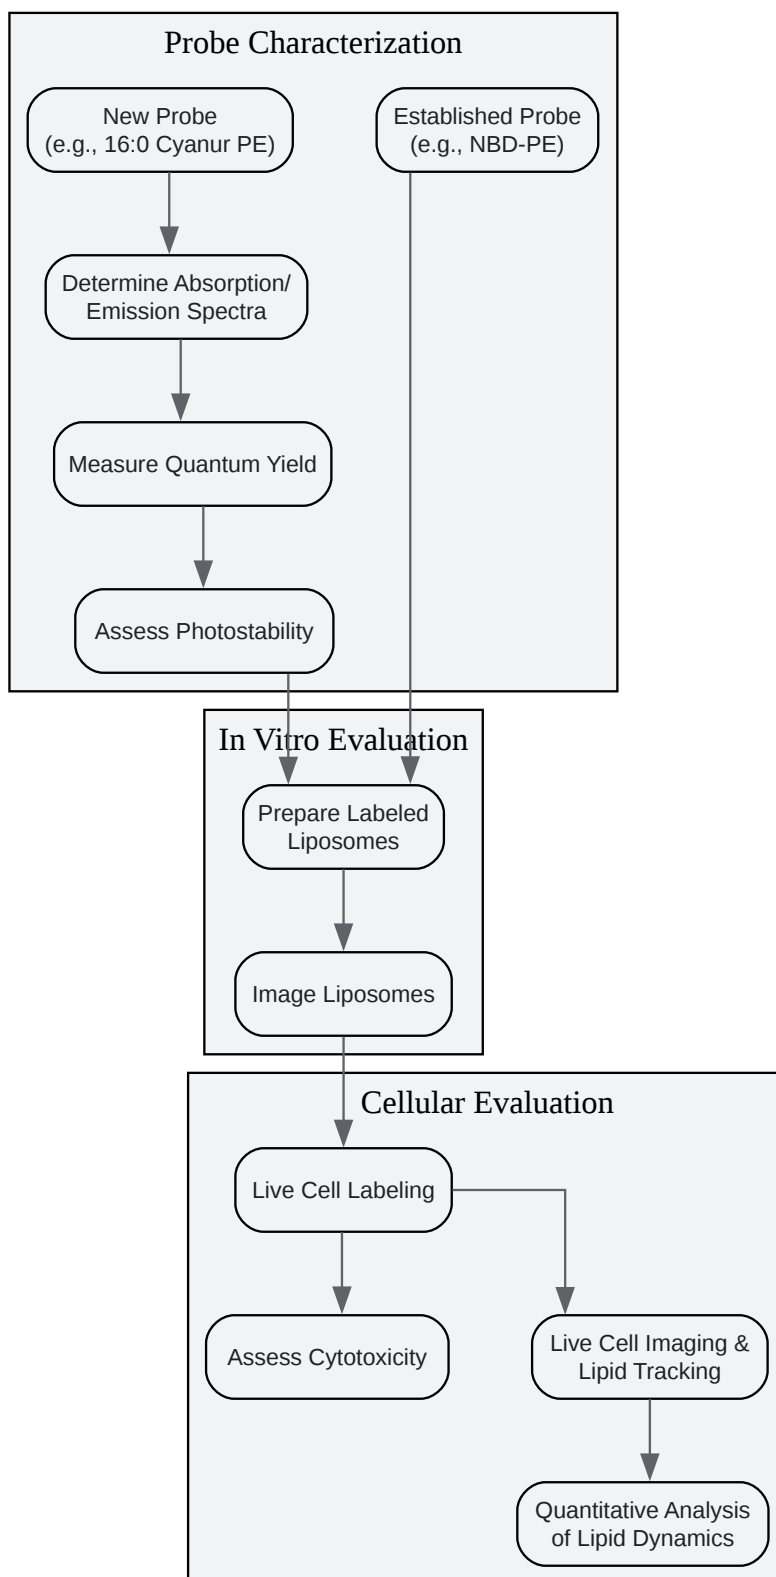 Probe Characterization
New Probe
(e.g., 16:0 Cyanur PE)
Established Probe
(e.g., NBD-PE)
Determine Absorption/
Emission Spectra
Measure Quantum Yield
Assess Photostability
In Vitro Evaluation
Prepare Labeled
Liposomes
Image Liposomes
Cellular Evaluation
Live Cell Labeling
Assess Cytotoxicity
Live Cell Imaging &
Lipid Tracking
Quantitative Analysis
of Lipid Dynamics